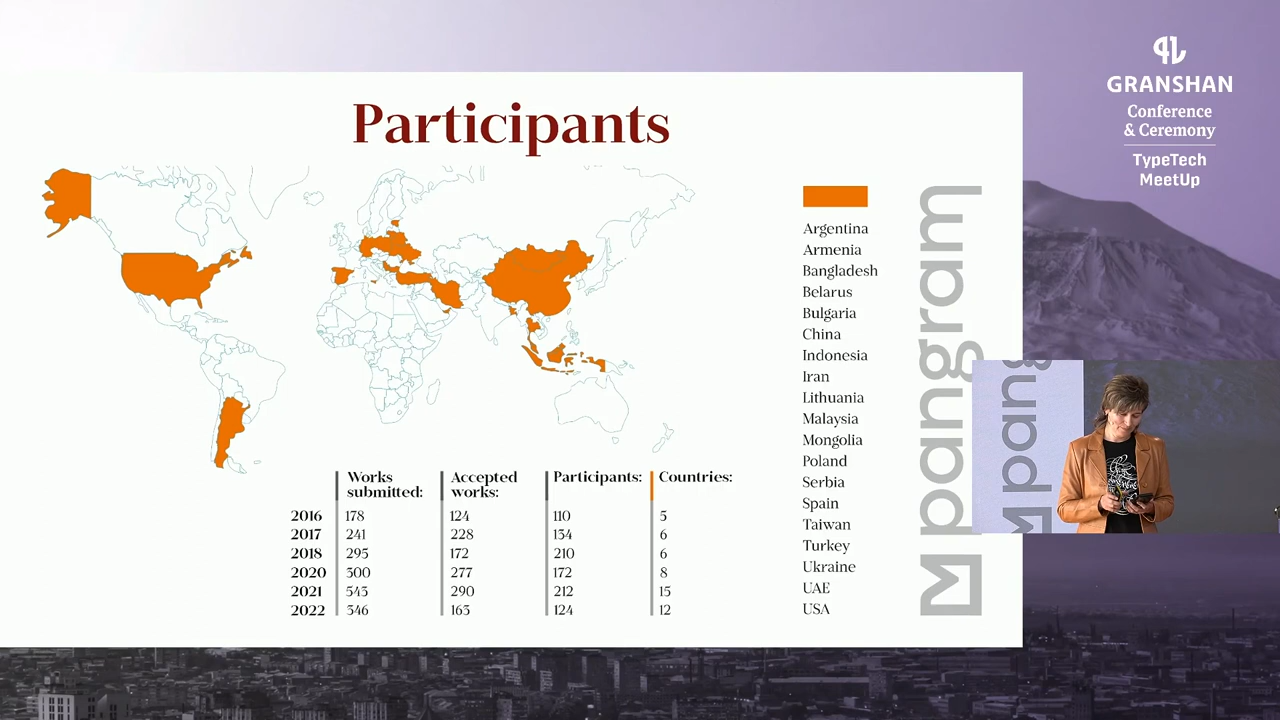 GRANSHAN
Conference
& Ceremony
TypeTech
MeetUp
Participants
Argentina
Armenia
Bangladesh
Belarus
Bulgaria
China
Indonesia
Iran
Lithuania
Malaysia
Mongolia
Poland
Serbia
Spain
Taiwan
Turkey
Ukraine
UAE
USA
pangram
pang
Works submitted: Accepted works: Participants: Countries:
2016 178 124 110 5
2017 241 228 134 6
2018 295 172 210 6
2020 300 277 172 8
2021 543 290 212 15
2022 346 163 124 12